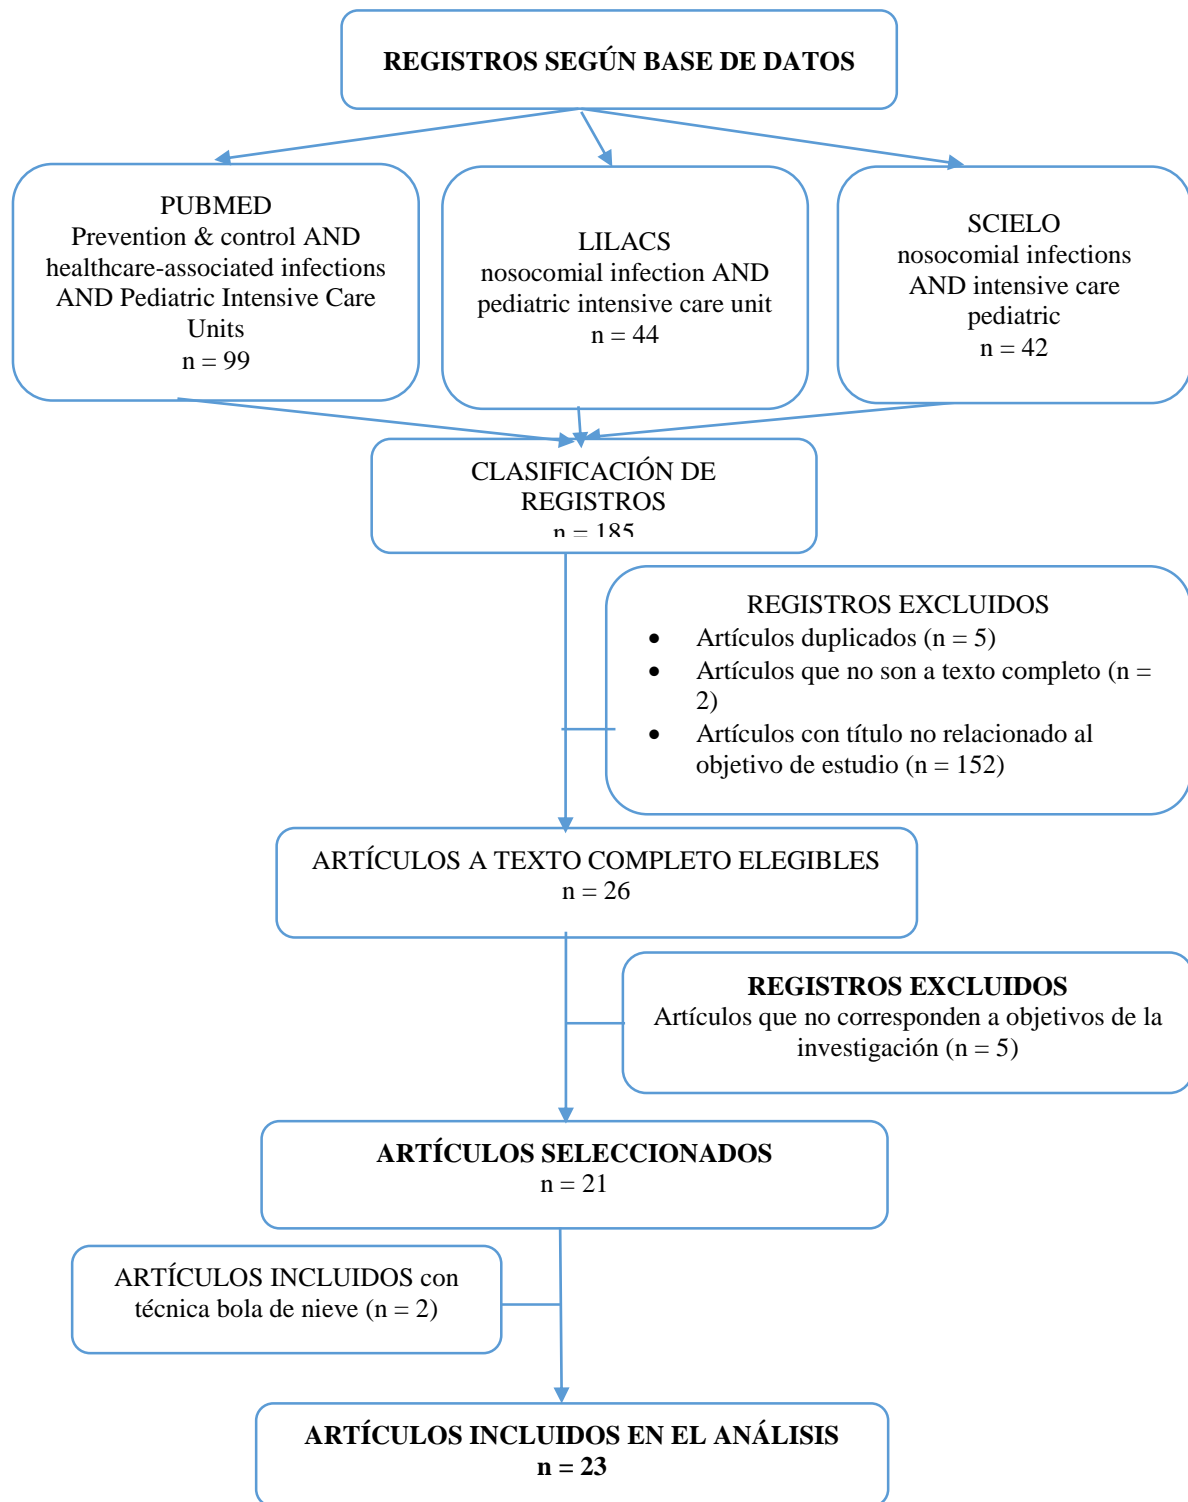 REGISTROS SEGÚN BASE DE DATOS
PUBMED
Prevention & control AND
healthcare-associated infections
AND Pediatric Intensive Care
Units
n = 99
LILACS
nosocomial infection AND
pediatric intensive care unit
n = 44
SCIELO
nosocomial infections
AND intensive care
pediatric
n = 42
CLASIFICACIÓN DE
REGISTROS
n = 185
REGISTROS EXCLUIDOS
• Artículos duplicados (n = 5)
• Artículos que no son a texto completo (n =
2)
• Artículos con título no relacionado al
objetivo de estudio (n = 152)
ARTÍCULOS A TEXTO COMPLETO ELEGIBLES
n = 26
REGISTROS EXCLUIDOS
Artículos que no corresponden a objetivos de la
investigación (n = 5)
ARTÍCULOS SELECCIONADOS
n = 21
ARTÍCULOS INCLUIDOS con
técnica bola de nieve (n = 2)
ARTÍCULOS INCLUIDOS EN EL ANÁLISIS
n = 23